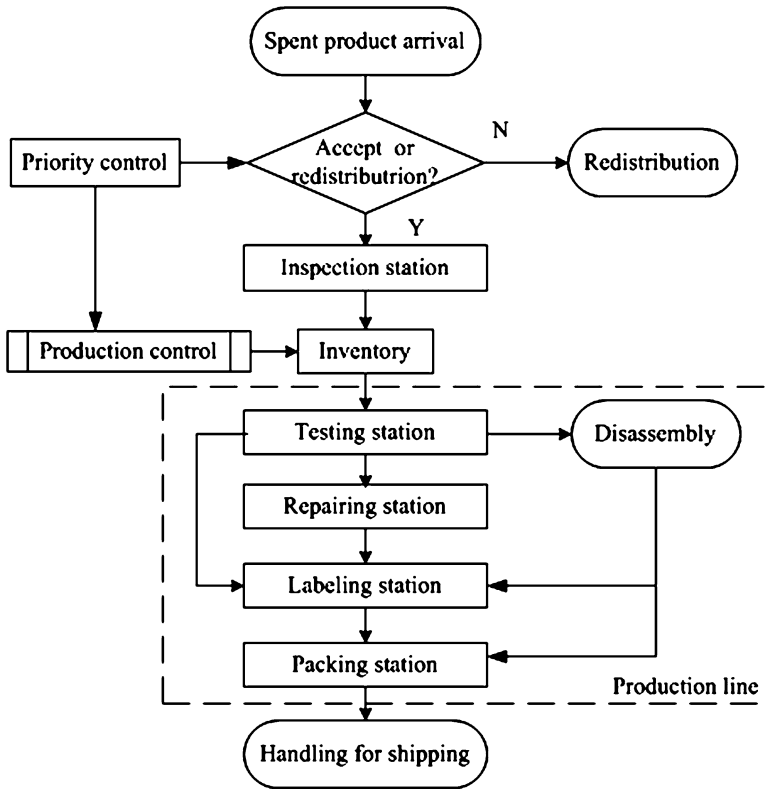 Spent product arrival
N
Accept or
redistributrion?
Priority control
Redistribution
Y
Inspection station
Production control
Inventory
Testing station
Disassembly
Repairing station
Labeling station
Packing station
Production line
Handling for shipping